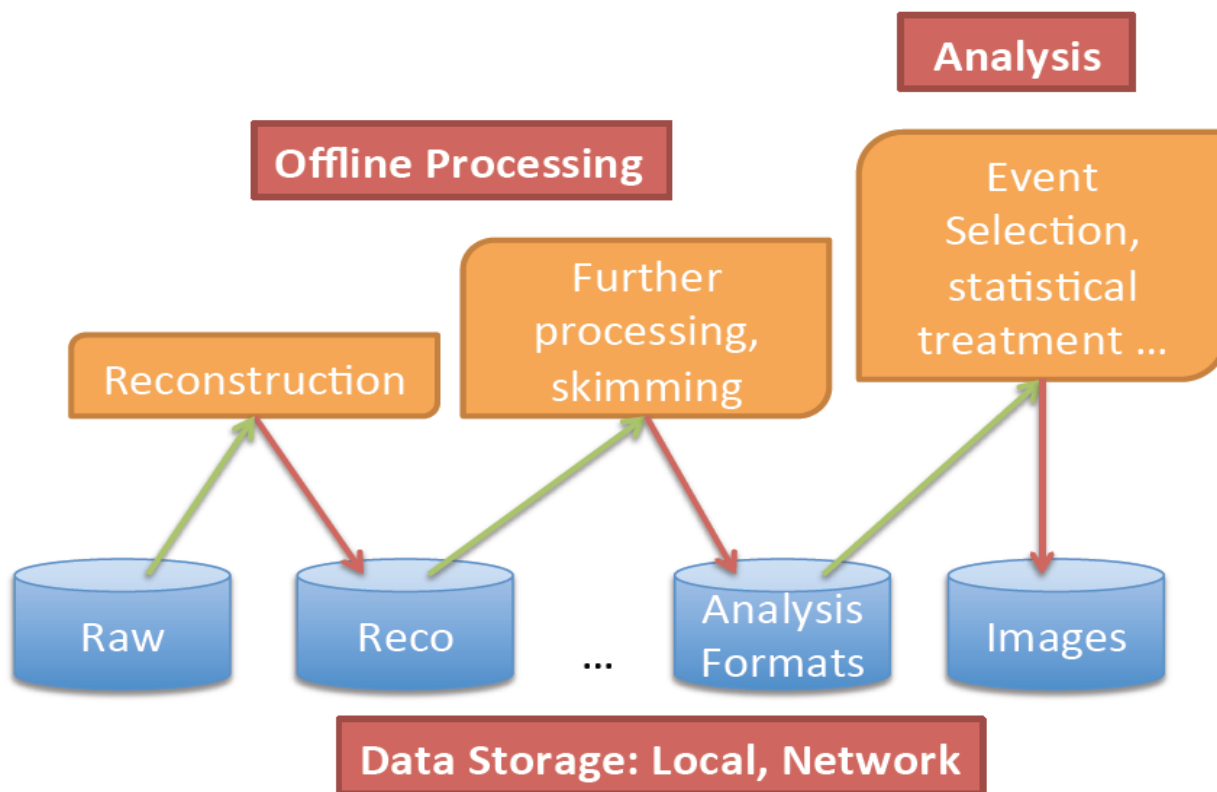 Analysis
Offline Processing
Event
Selection,
statistical
treatment ...
Further
processing,
skimming
Reconstruction
Raw
Reco
...
Analysis
Formats
Images
Data Storage: Local, Network